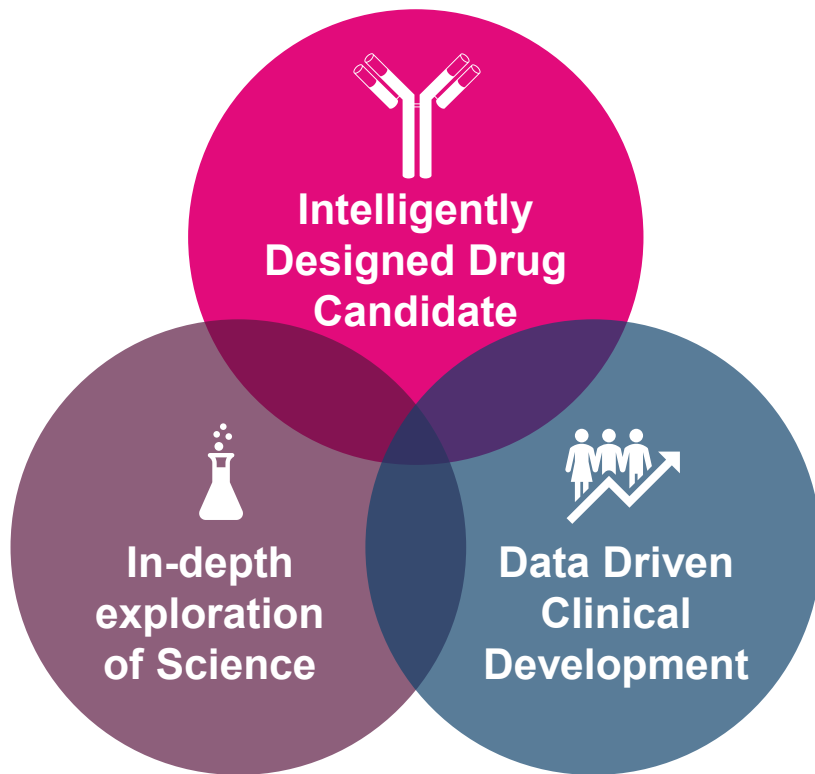 Intelligently
Designed Drug
Candidate
In-depth
exploration
of Science
Data Driven
Clinical
Development